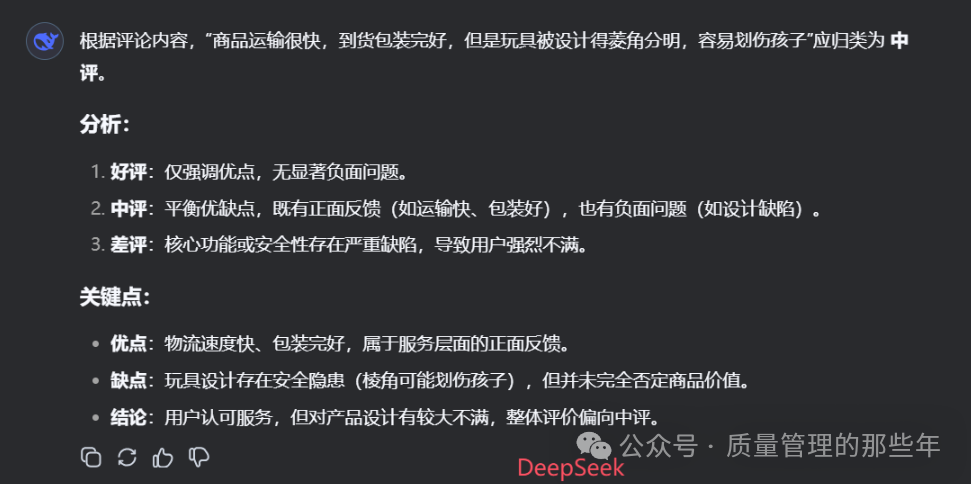 根据评论内容，“商品运输很快，到货包装完好，但是玩具被设计得菱角分明，容易划伤孩子”应归类为 中
评。
分析：
1. 好评：仅强调优点，无显著负面问题。
2. 中评：平衡优缺点，既有正面反馈（如运输快、包装好），也有负面问题（如设计缺陷）。
3. 差评：核心功能或安全性存在严重缺陷，导致用户强烈不满。
关键点：
• 优点：物流速度快、包装完好，属于服务层面的正面反馈。
• 缺点：玩具设计存在安全隐患（棱角可能划伤孩子），但并未完全否定商品价值。
• 结论：用户认可服务，但对产品设计有较大不满，整体评价偏向中评。
公众号 · 质量管理的那些年
DeepSeek